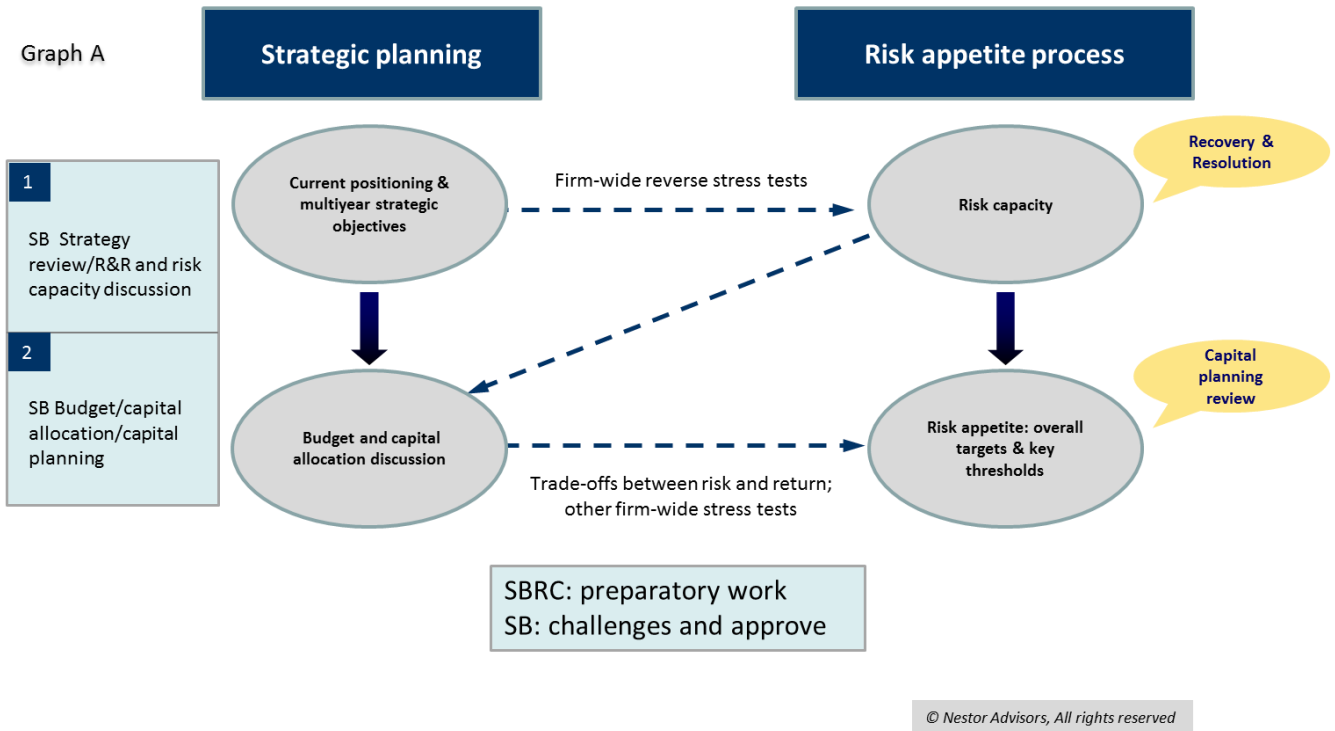 Graph A
Strategic planning
Risk appetite process
Current positioning &
multiyear strategic
objectives
Firm-wide reverse stress tests
Risk capacity
Recovery &
Resolution
1
SB  Strategy
review/R&R and risk
capacity discussion
2
SB Budget/capital
allocation/capital
planning
Budget and capital
allocation discussion
Trade-offs between risk and return;
other firm-wide stress tests
Risk appetite: overall
targets & key
thresholds
Capital
planning
review
SBRC: preparatory work
SB: challenges and approve
© Nestor Advisors, All rights reserved